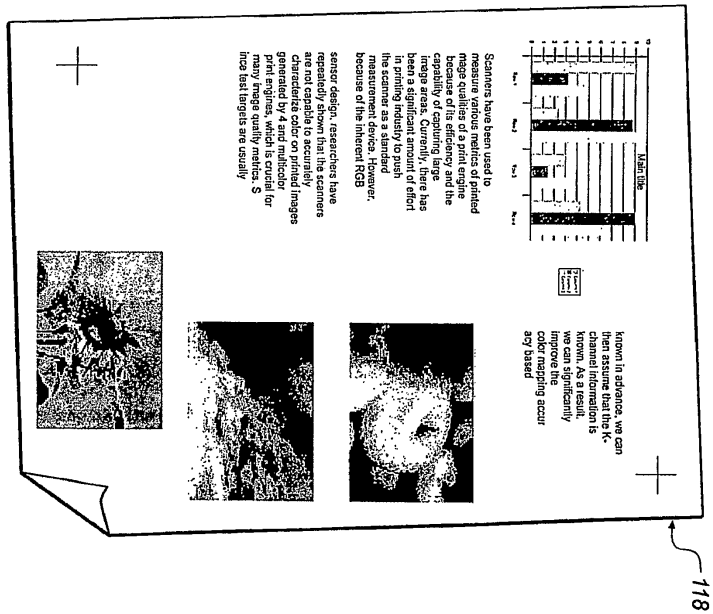 Main title
Scanners have been used to
measure various metrics of printed
mage qualities of a print engine
because of its efficiency and the
capability of capturing large
image areas. Currently, there has
been a significant amount of effort
in printing industry to push
the scanner as a standard
measurement device. However,
because of the inherent RGB
sensor design, researchers have
repeatedly shown that the scanners
are not capable to accurately
characterize color on printed images
generated by 4 and multicolor
print engines, which is crucial for
many image quality metrics. S
ince test targets are usually
known in advance, we can
then assume that the K-
channel information is
known. As a result,
we can significantly
improve the
color mapping accur
acy based
118